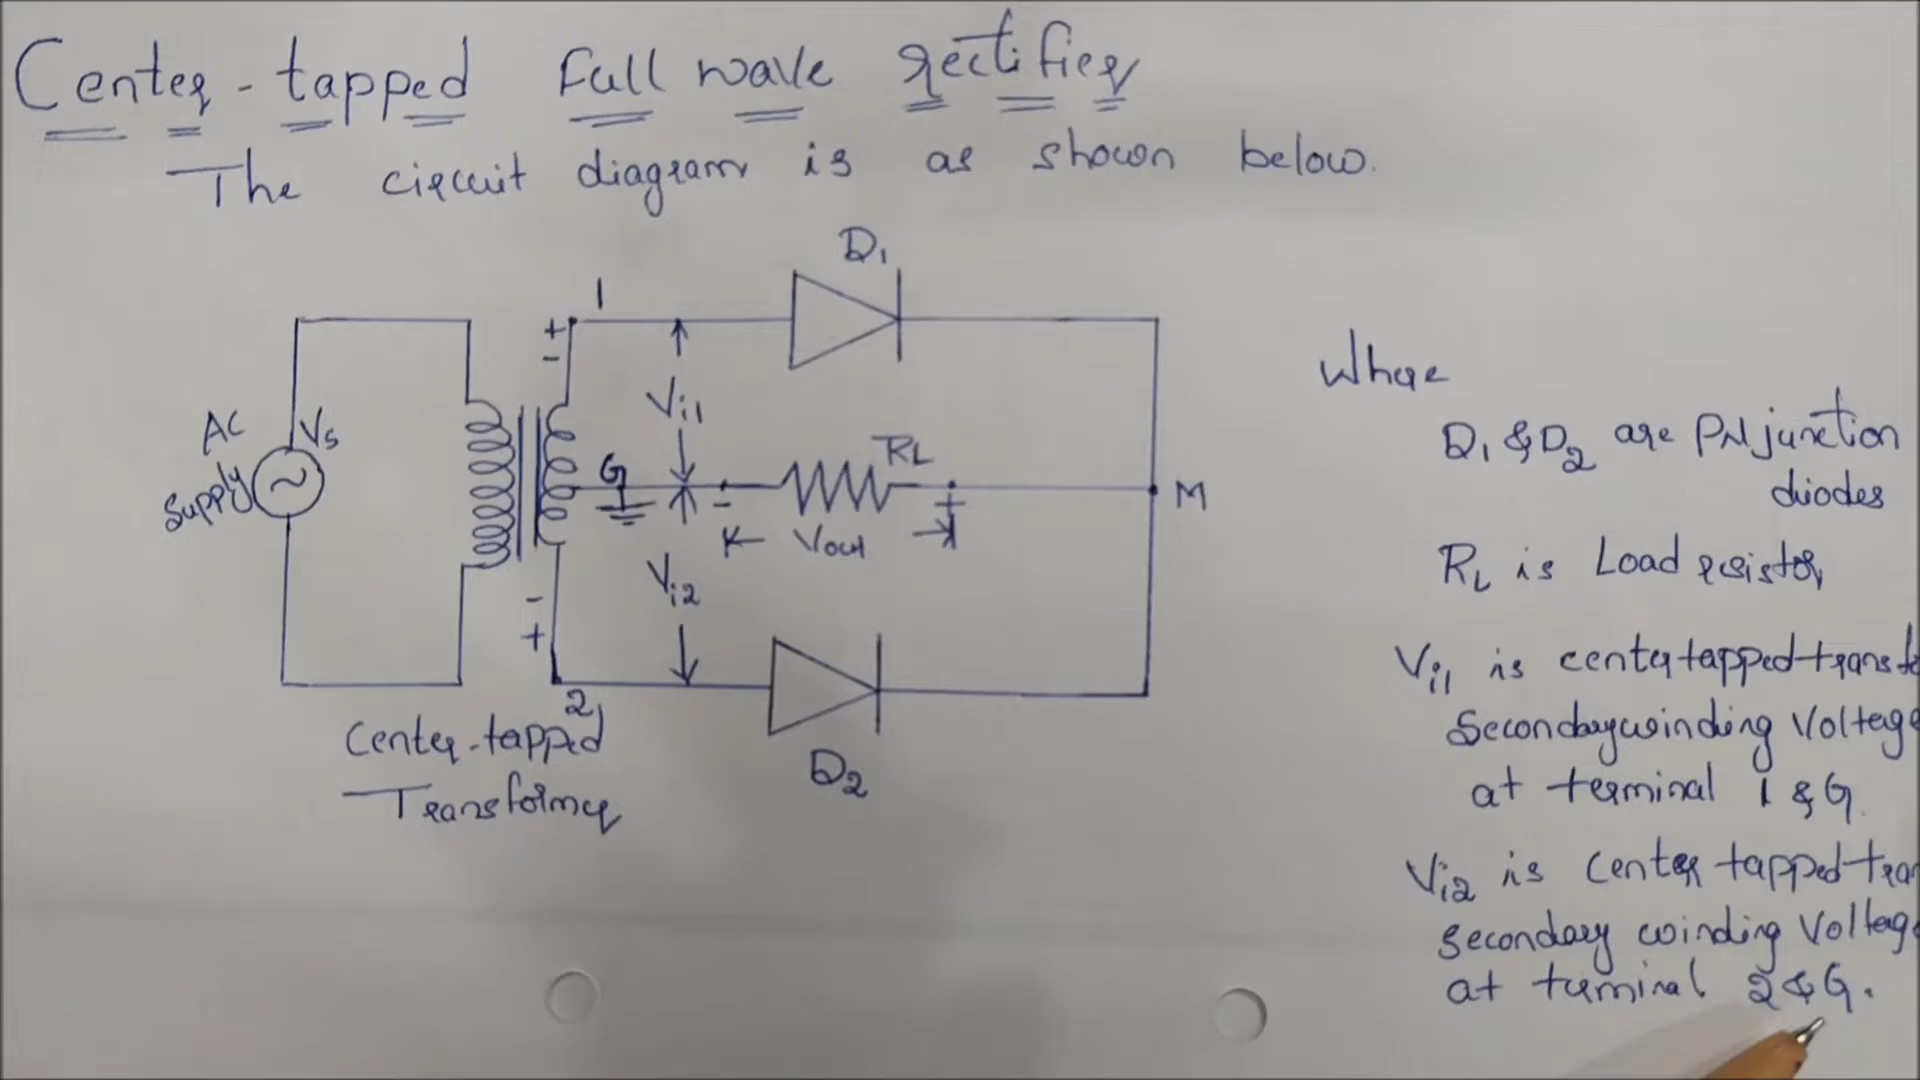 Center-tapped Full wave rectifier
The circuit diagram is as shown below.
D1
1
+
-
AC
Supply
Vs
Vi1
G
RL
-
+
Vout
M
Vi2
-
+
2
D2
Center-tapped
Transformer
Where
D1 & D2 are PN junction
diodes
RL is Load resistor
Vi1 is center tapped transf
Secondary winding Voltage
at terminal 1 & G
Vi2 is Center tapped tran
secondary winding Voltage
at terminal 2 & G.